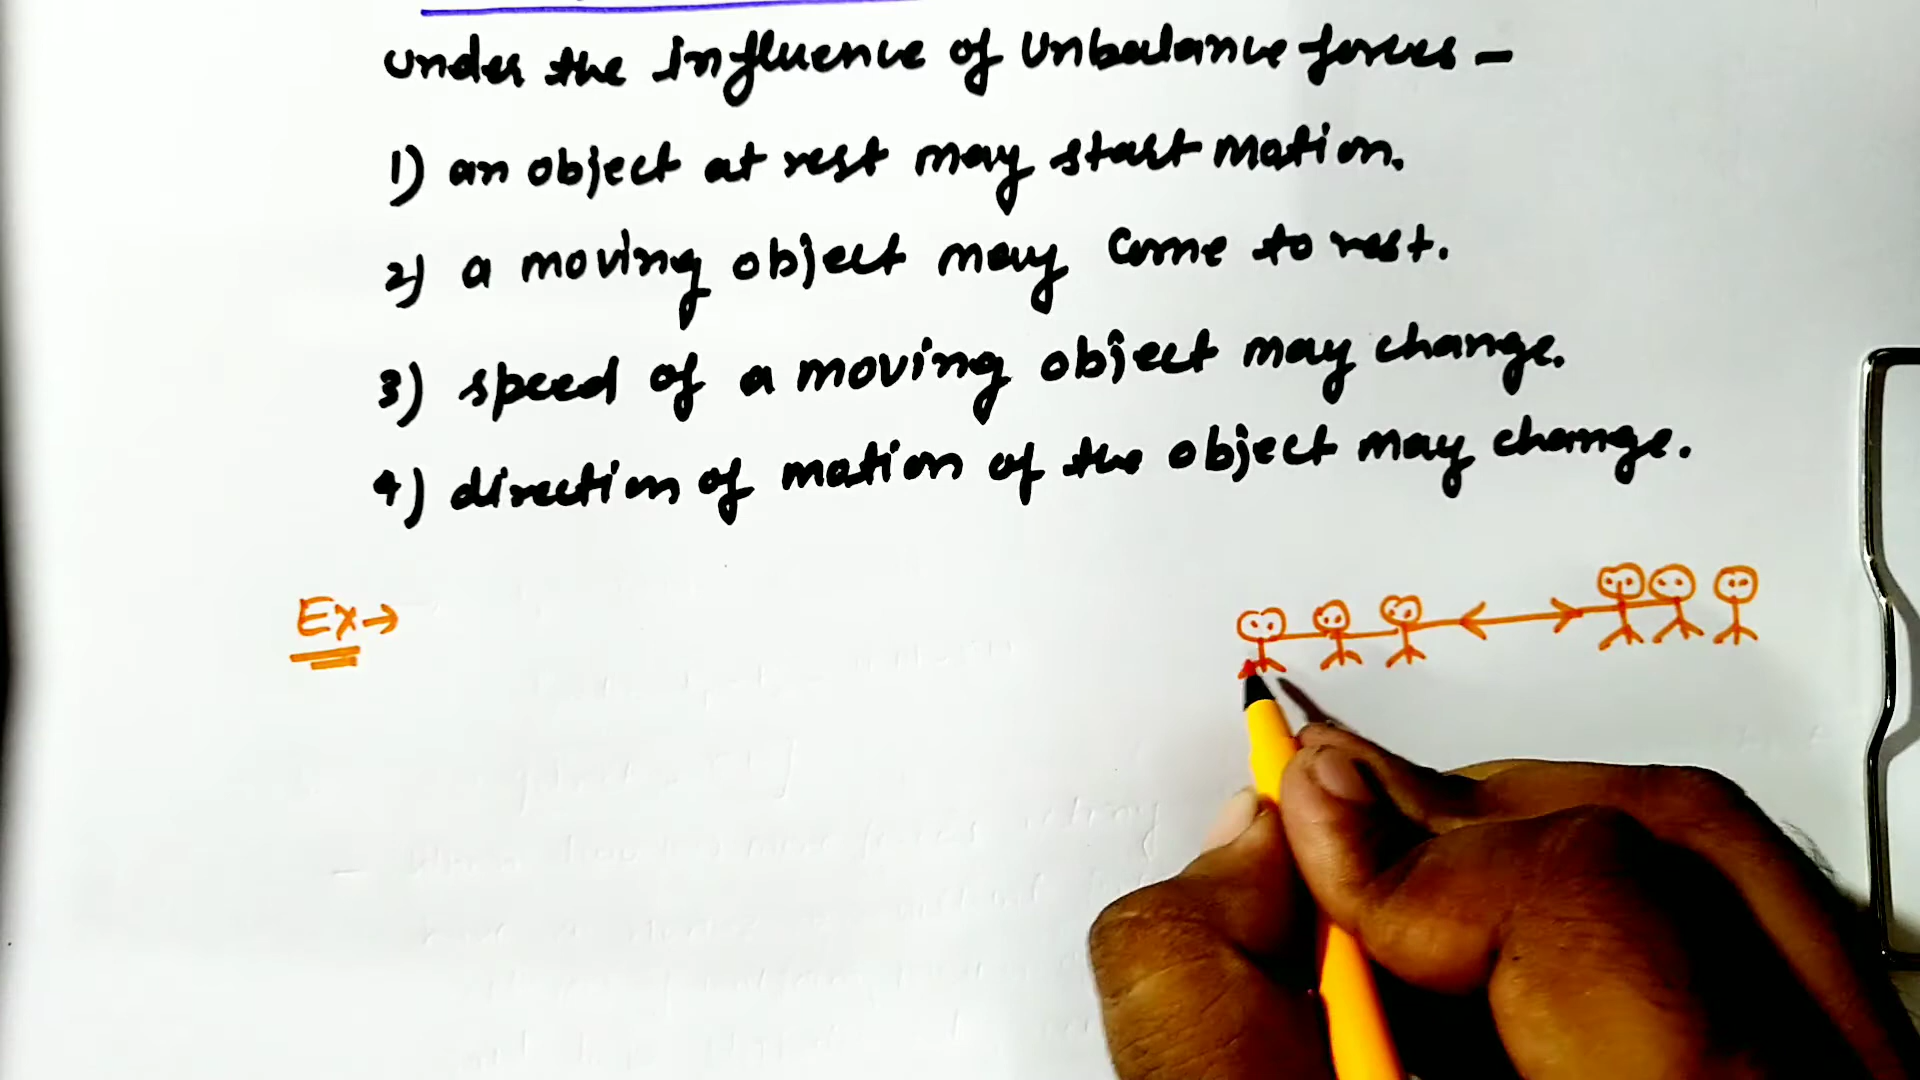 under the influence of Unbalance forces -
1) an object at rest may start motion.
2) a moving object may come to rest.
3) speed of a moving object may change.
4) direction of motion of the object may change.
Ex→